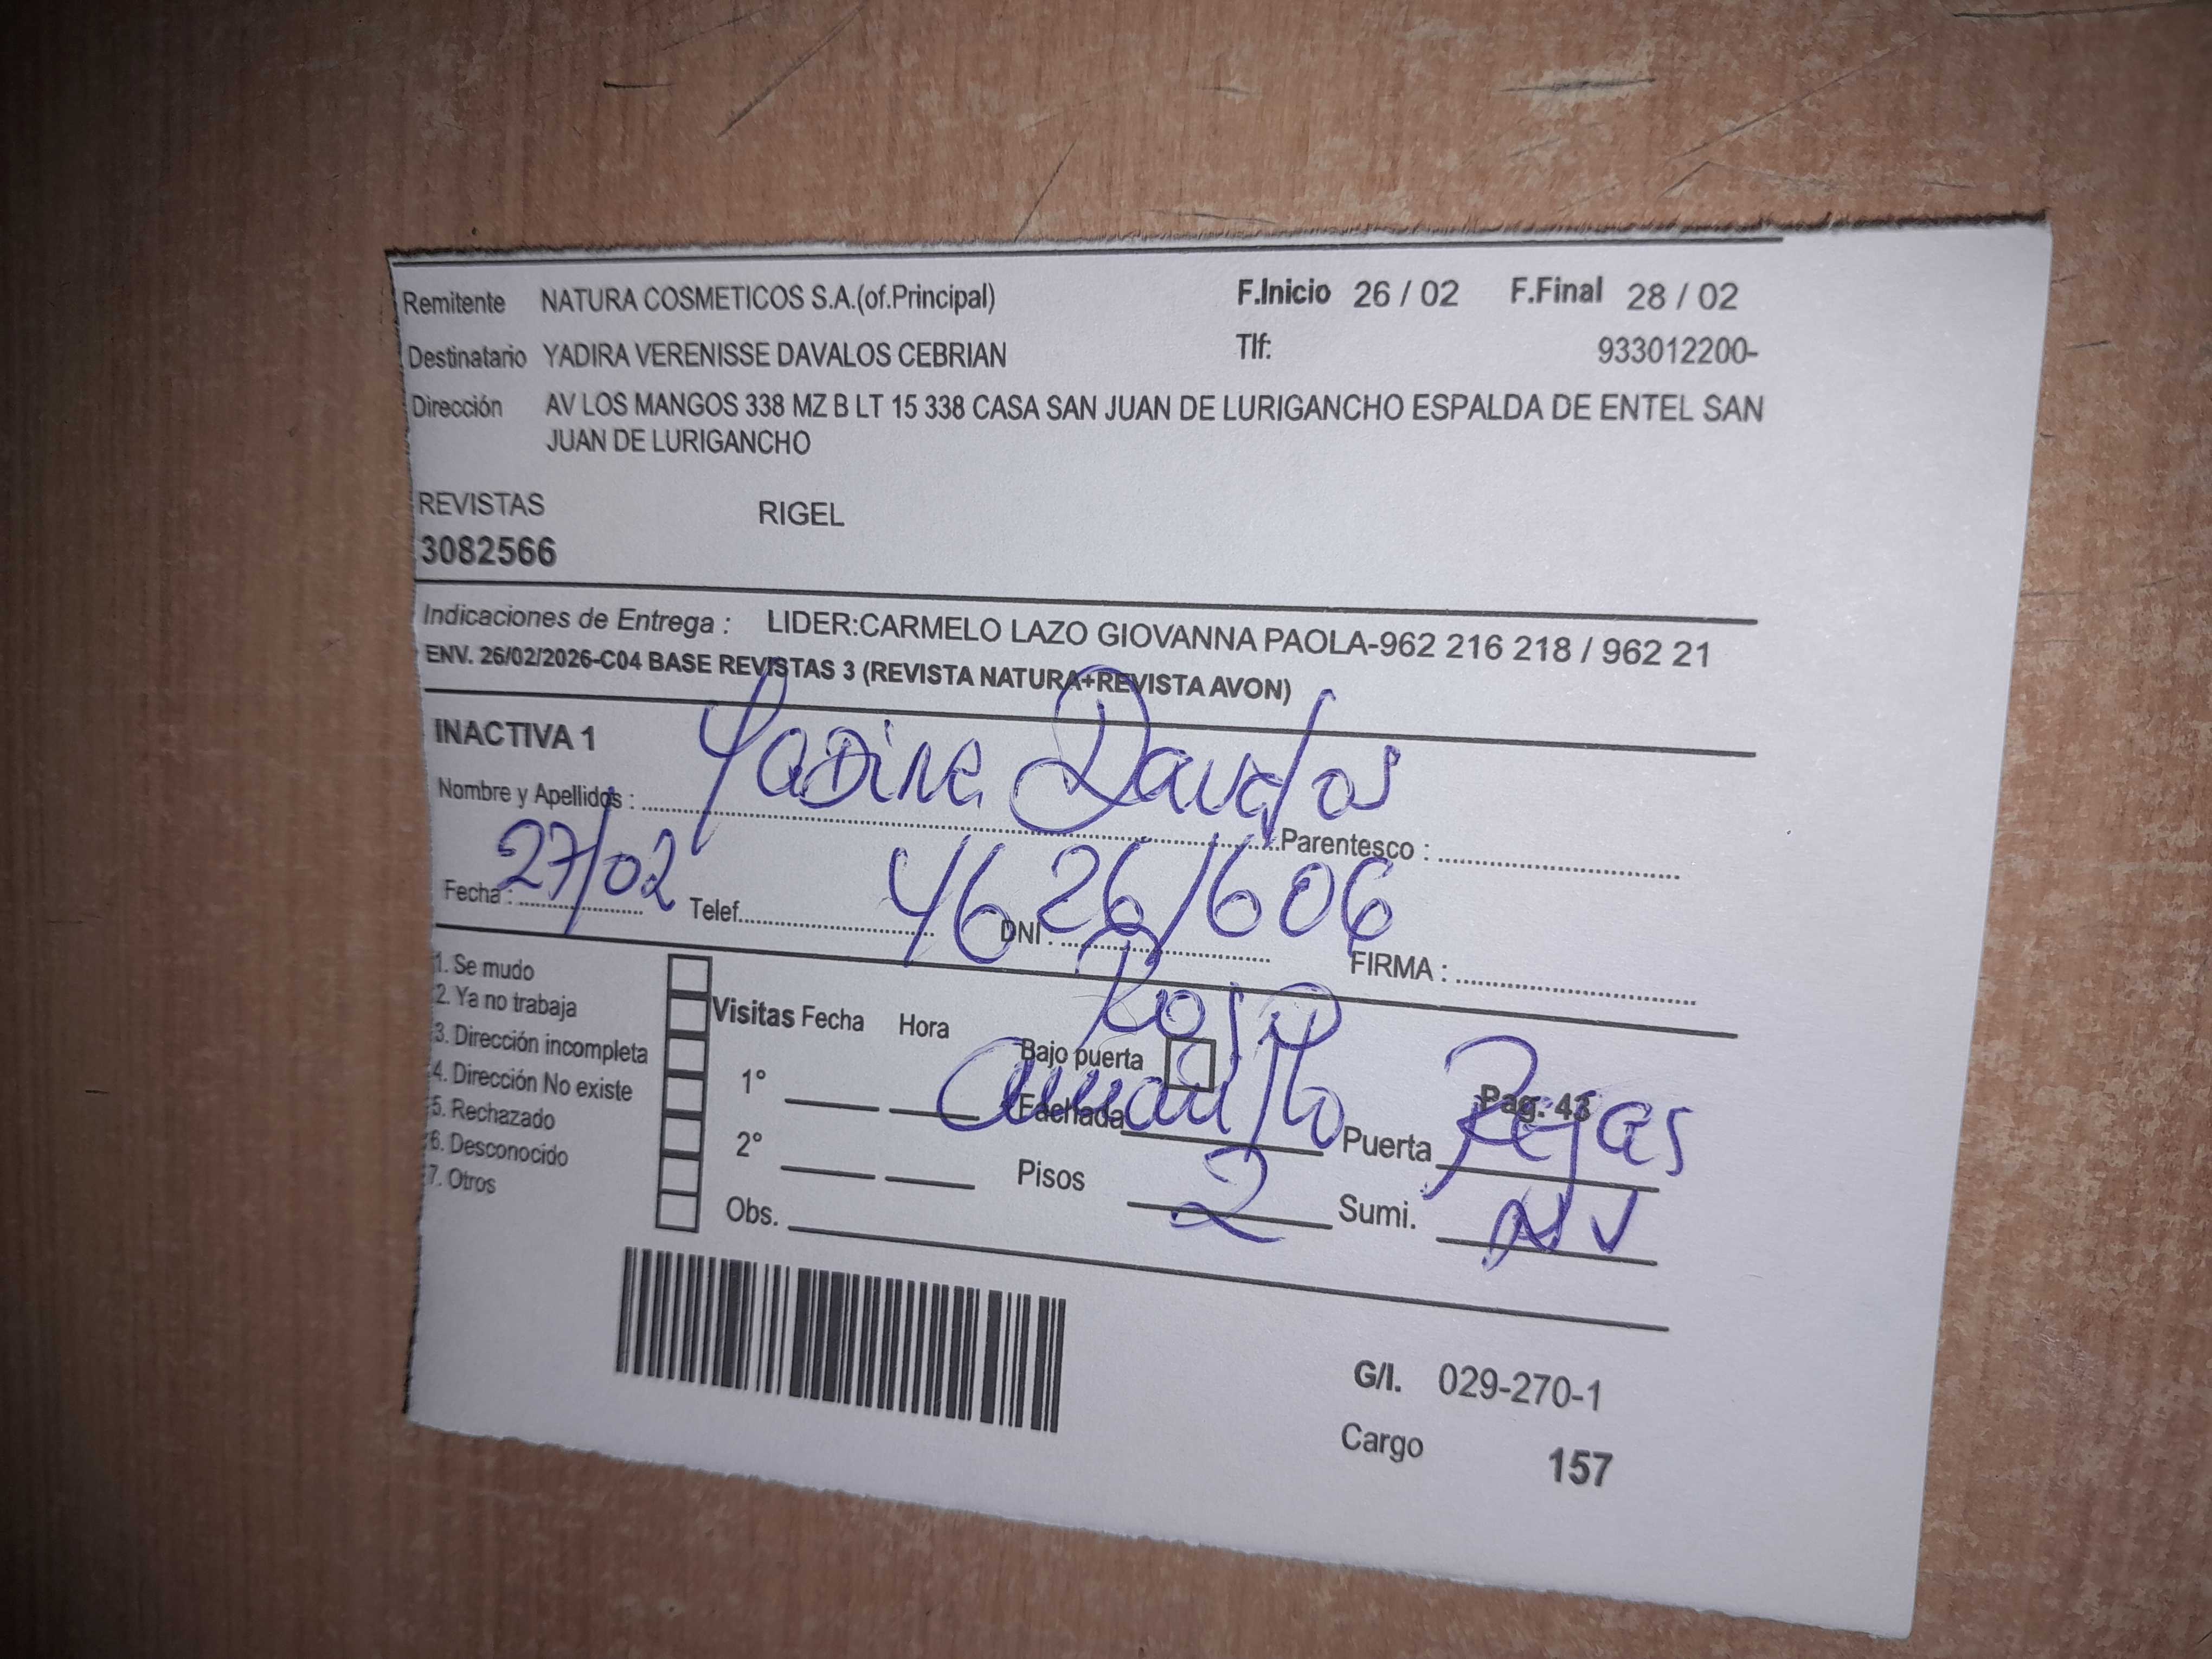 Remitente NATURA COSMETICOS S.A.(of.Principal) F.Inicio 26 / 02 F.Final 28 / 02
Destinatario YADIRA VERENISSE DAVALOS CEBRIAN Tlf: 933012200-
Dirección AV LOS MANGOS 338 MZ B LT 15 338 CASA SAN JUAN DE LURIGANCHO ESPALDA DE ENTEL SAN
JUAN DE LURIGANCHO
REVISTAS RIGEL
3082566
Indicaciones de Entrega : LIDER:CARMELO LAZO GIOVANNA PAOLA-962 216 218 / 962 21
ENV. 26/02/2026-C04 BASE REVISTAS 3 (REVISTA NATURA+REVISTA AVON)
INACTIVA 1
Nombre y Apellidos : Yadira Davalos Parentesco :
Fecha : 27/02 Telef. DNI : 46261606 FIRMA :
1. Se mudo
2. Ya no trabaja
3. Dirección incompleta
4. Dirección No existe
5. Rechazado
6. Desconocido
7. Otros
Visitas Fecha Hora
1°
2°
Obs.
Bajo puerta
Rosa
Fachada amarillo Puerta Rejas
Pag. 43
Pisos 2 Sumi.
G/I. 029-270-1
Cargo 157